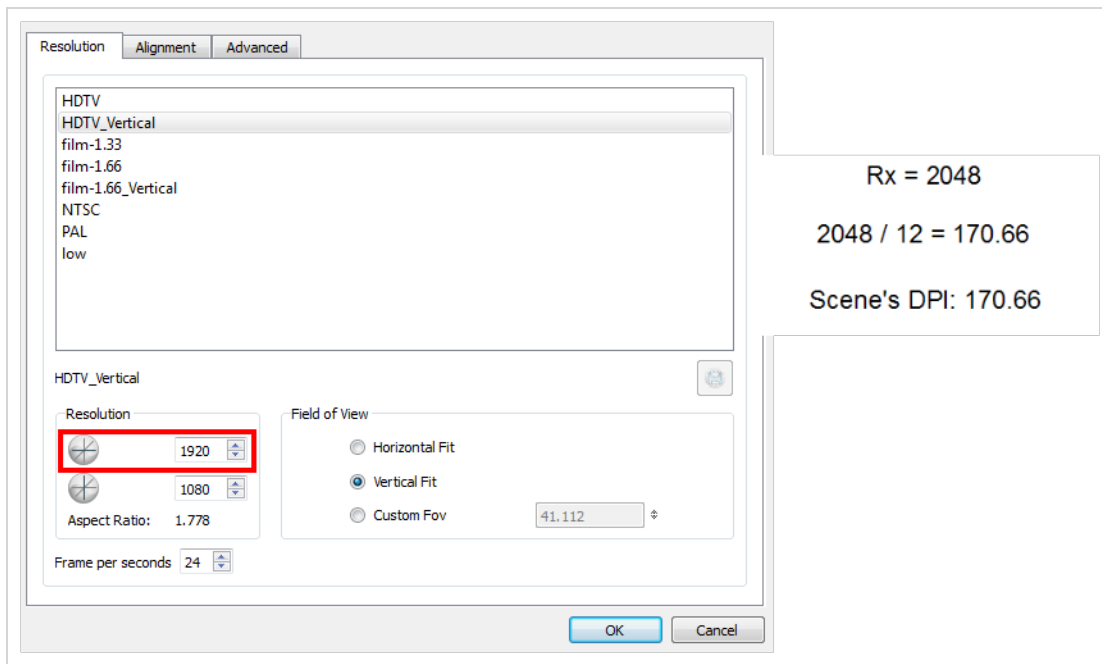 Resolution Alignment Advanced
HDTV
HDTV_Vertical
film-1.33
film-1.66
film-1.66_Vertical
NTSC
PAL
low
HDTV_Vertical
Resolution
1920
1080
Aspect Ratio: 1.778
Field of View
Horizontal Fit
Vertical Fit
Custom Fov 41.112
Frame per seconds 24
OK Cancel
Rx = 2048
2048 / 12 = 170.66
Scene's DPI: 170.66